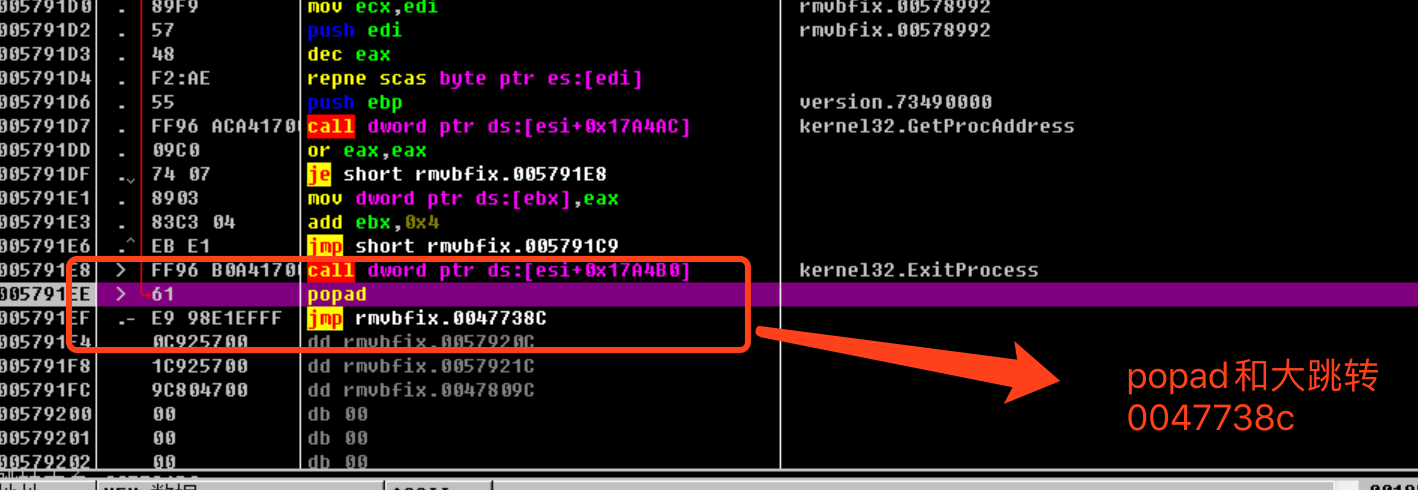 005791D0 . 89F9 mov ecx,edi rmvbfix.00578992
005791D2 . 57 push edi rmvbfix.00578992
005791D3 . 48 dec eax
005791D4 . F2:AE repne scas byte ptr es:[edi]
005791D6 . 55 push ebp version.73490000
005791D7 . FF96 ACA41700 call dword ptr ds:[esi+0x17A4AC] kernel32.GetProcAddress
005791DD . 09C0 or eax,eax
005791DF . 74 07 je short rmvbfix.005791E8
005791E1 . 8903 mov dword ptr ds:[ebx],eax
005791E3 . 83C3 04 add ebx,0x4
005791E6 .^ EB E1 jmp short rmvbfix.005791C9
005791E8 > FF96 B0A41700 call dword ptr ds:[esi+0x17A4B0] kernel32.ExitProcess
005791EE > 61 popad
005791EF .- E9 98E1EFFF jmp rmvbfix.0047738C
005791F4 0C925700 dd rmvbfix.0057920C
005791F8 1C925700 dd rmvbfix.0057921C
005791FC 9C804700 dd rmvbfix.0047809C
00579200 00 db 00
00579201 00 db 00
00579202 00 db 00
popad和大跳转
0047738c